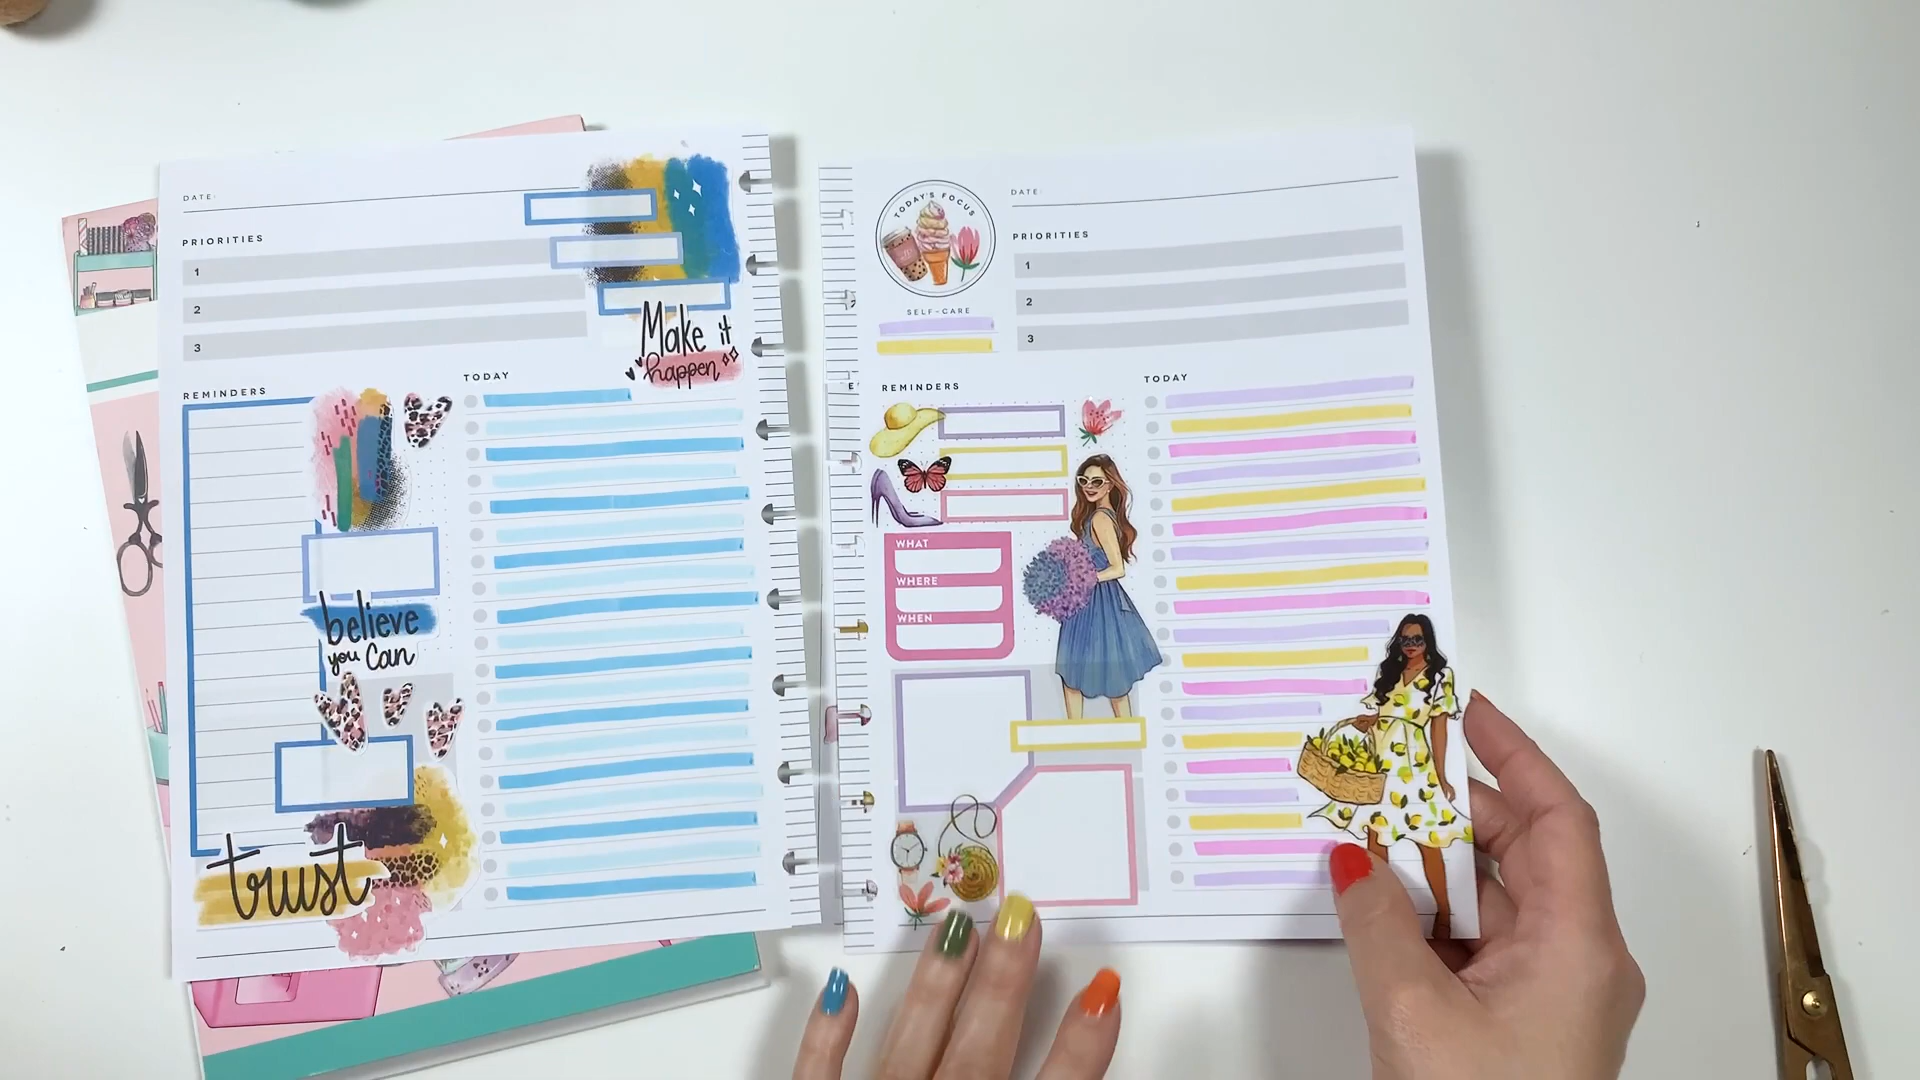 DATE:
PRIORITIES
1
2
3
Make it
happen
REMINDERS
TODAY
believe
you can
trust
TODAY'S FOCUS
DATE:
SELF-CARE
PRIORITIES
1
2
3
REMINDERS
TODAY
WHAT
WHERE
WHEN